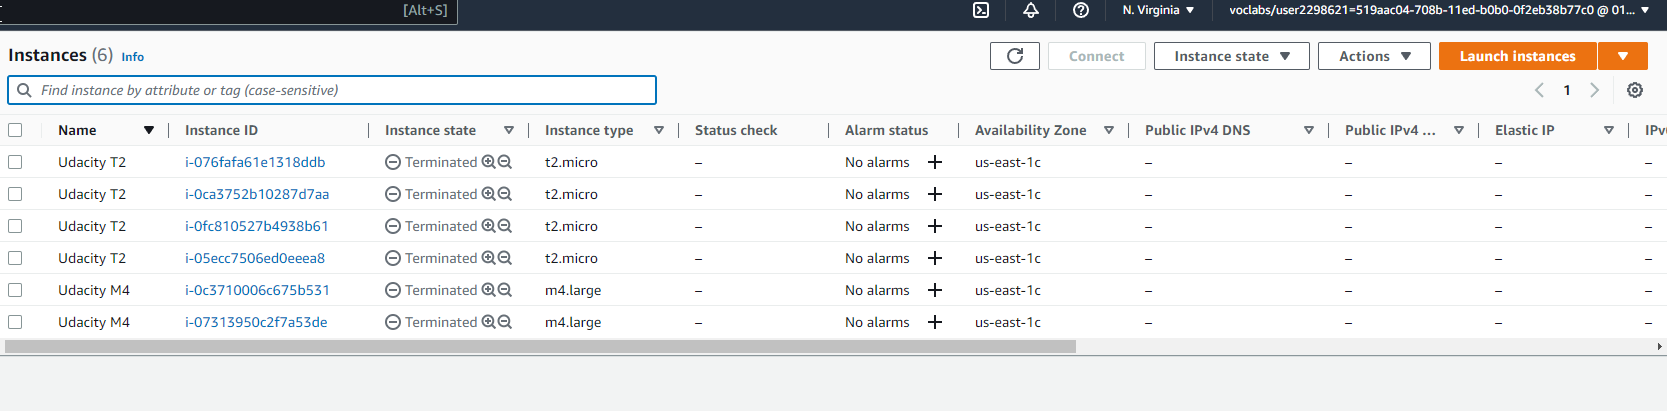 [Alt+S] N. Virginia voclabs/user2298621=519aac04-708b-11ed-b0b0-0f2eb38b77c0 @ 01...
Instances (6) Info Connect Instance state Actions Launch instances
Find instance by attribute or tag (case-sensitive) 1
Name Instance ID Instance state Instance type Status check Alarm status Availability Zone Public IPv4 DNS Public IPv4 ... Elastic IP IPv
Udacity T2 i-076fafa61e1318ddb Terminated t2.micro – No alarms + us-east-1c – – – –
Udacity T2 i-0ca3752b10287d7aa Terminated t2.micro – No alarms + us-east-1c – – – –
Udacity T2 i-0fc810527b4938b61 Terminated t2.micro – No alarms + us-east-1c – – – –
Udacity T2 i-05ecc7506ed0eeea8 Terminated t2.micro – No alarms + us-east-1c – – – –
Udacity M4 i-0c3710006c675b531 Terminated m4.large – No alarms + us-east-1c – – – –
Udacity M4 i-07313950c2f7a53de Terminated m4.large – No alarms + us-east-1c – – – –